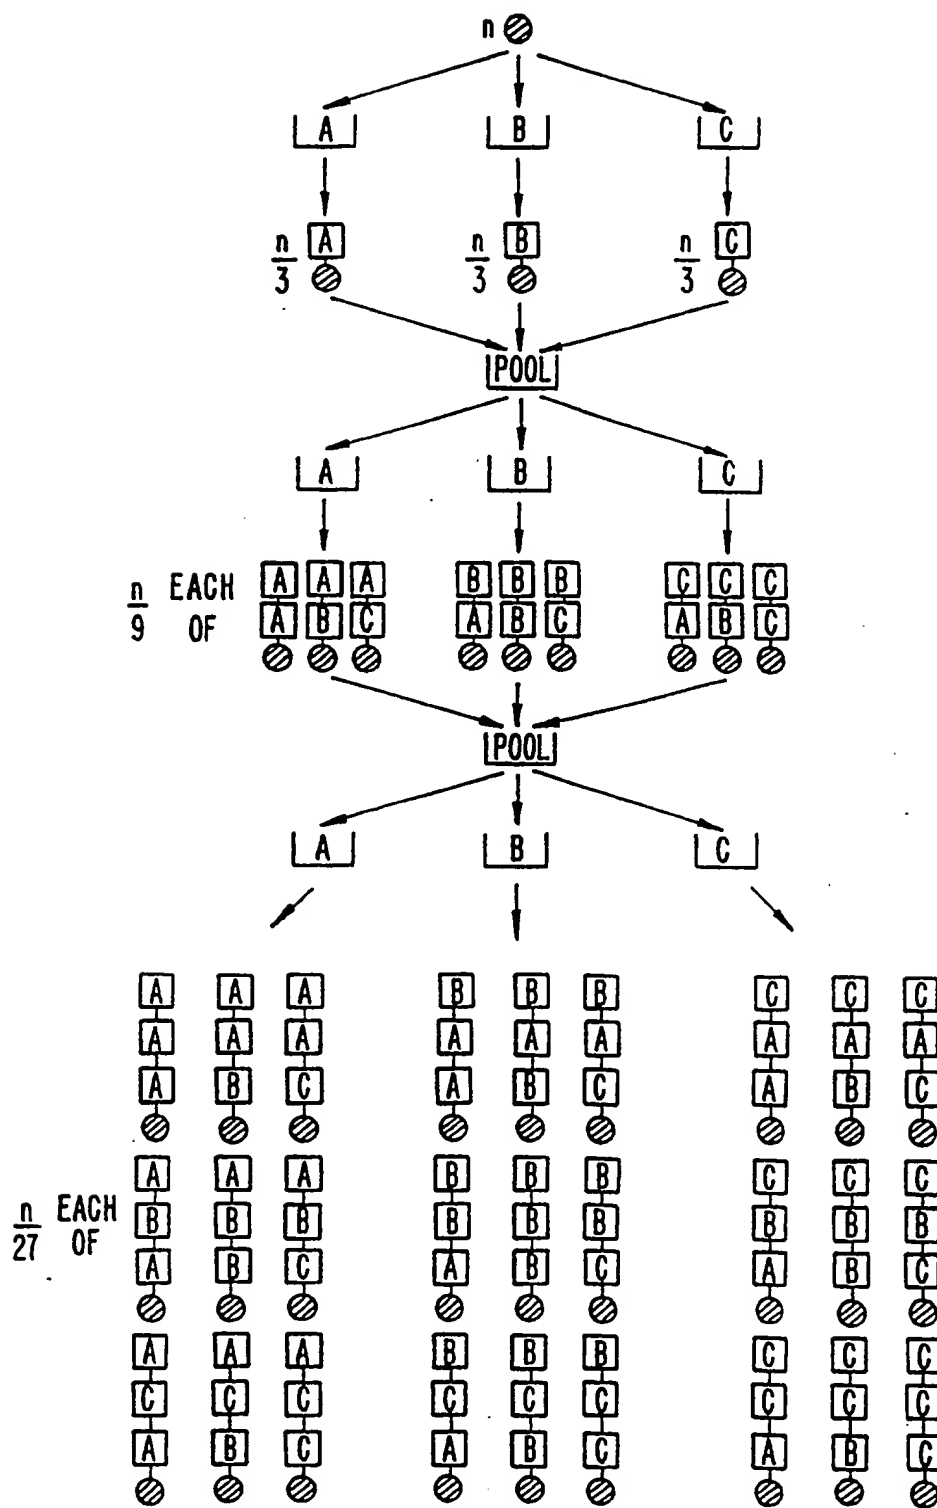 n
A B C
n/3 A n/3 B n/3 C
POOL
A B C
n/9 EACH OF
A A A B B B C C C
A B C A B C A B C
POOL
A B C
A A A B B B C C C
A A A A A A A A A
A B C A B C A B C
n/27 EACH OF
A A A B B B C C C
B B B B B B B B B
A B C A B C A B C
A A A B B B C C C
C C C C C C C C C
A B C A B C A B C